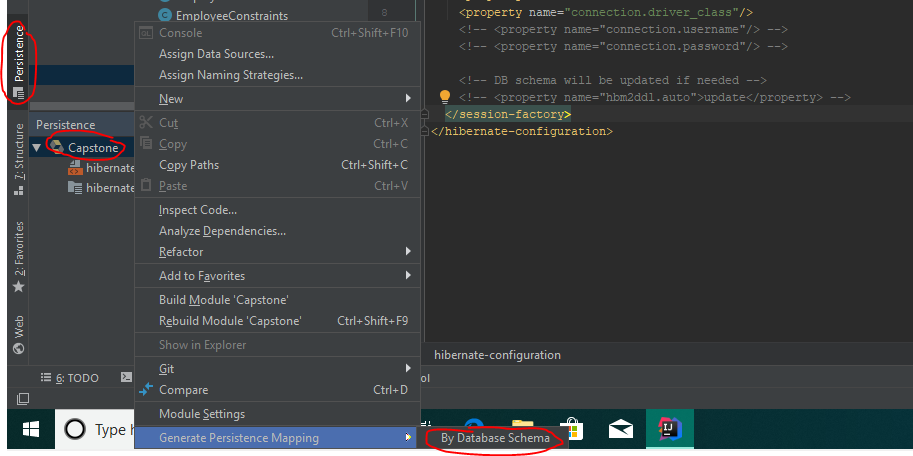 EmployeeConstraints
Persistence
7: Structure
2: Favorites
Web
Persistence
Capstone
hibernate
hibernate
Console Ctrl+Shift+F10
Assign Data Sources...
Assign Naming Strategies...
New
Cut Ctrl+X
Copy Ctrl+C
Copy Paths Ctrl+Shift+C
Paste Ctrl+V
Inspect Code...
Analyze Dependencies...
Refactor
Add to Favorites
Build Module 'Capstone'
Rebuild Module 'Capstone' Ctrl+Shift+F9
Show in Explorer
Git
Compare Ctrl+D
Module Settings
Generate Persistence Mapping
By Database Schema
8
<property name="connection.driver_class"/>
<!-- <property name="connection.username"/> -->
<!-- <property name="connection.password"/> -->
<!-- DB schema will be updated if needed -->
<!-- <property name="hbm2ddl.auto">update</property> -->
</session-factory>
</hibernate-configuration>
hibernate-configuration
6: TODO
ol
Type h
IJ